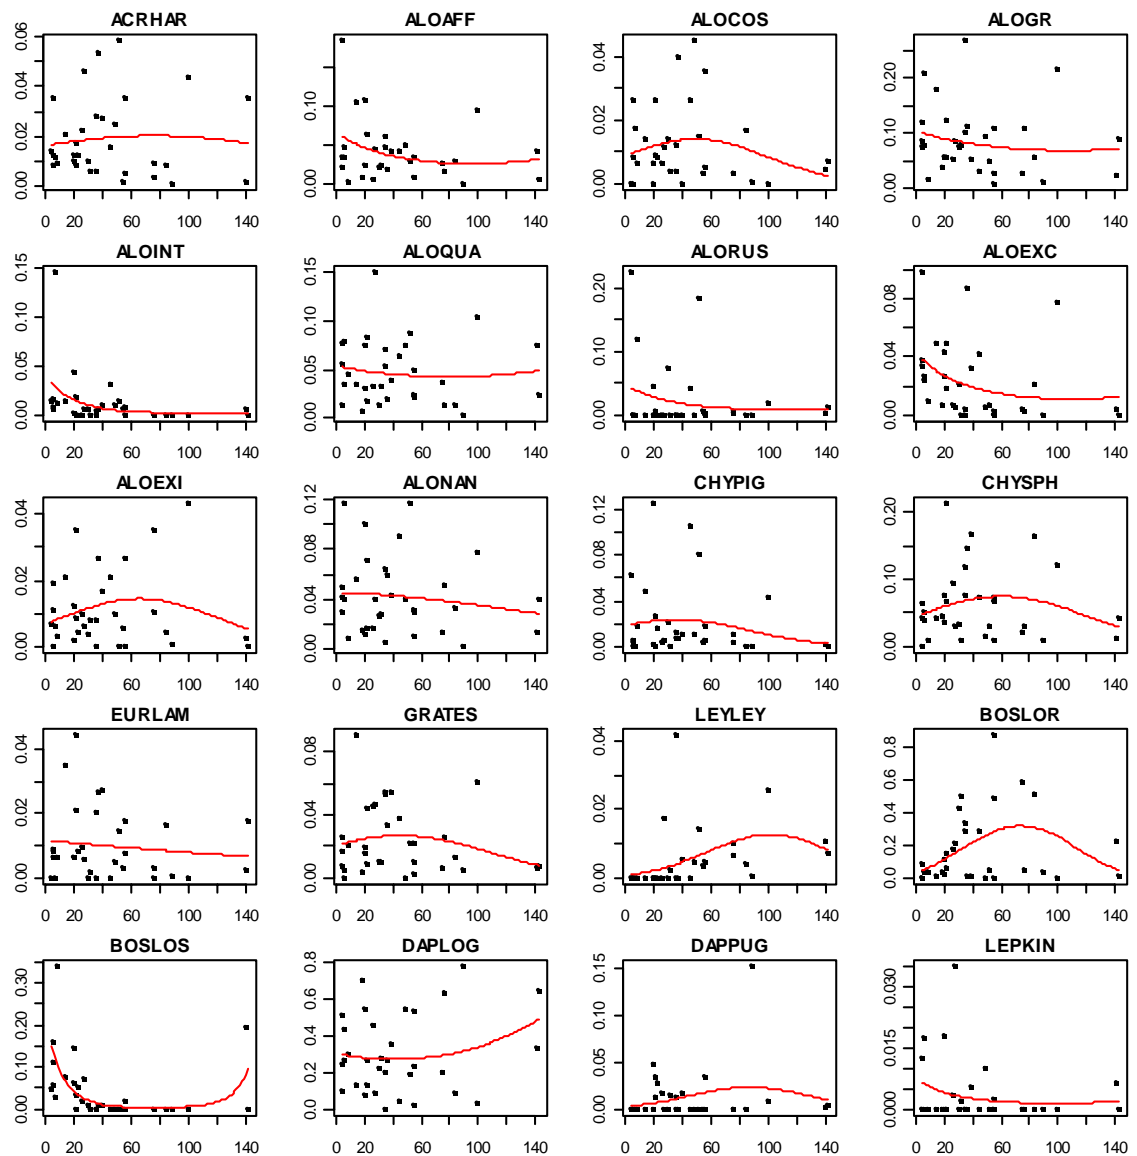 ACRHAR
0.00 0.02 0.04 0.06
0 20 60 100 140
ALOAFF
0.00 0.10
0 20 60 100 140
ALOCOS
0.00 0.02 0.04
0 20 60 100 140
ALOGR
0.00 0.10 0.20
0 20 60 100 140
ALOINT
0.00 0.05 0.10 0.15
0 20 60 100 140
ALOQUA
0.00 0.05 0.10 0.15
0 20 60 100 140
ALORUS
0.00 0.10 0.20
0 20 60 100 140
ALOEXC
0.00 0.04 0.08
0 20 60 100 140
ALOEXI
0.00 0.02 0.04
0 20 60 100 140
ALONAN
0.00 0.04 0.08 0.12
0 20 60 100 140
CHYPIG
0.00 0.04 0.08 0.12
0 20 60 100 140
CHYSPH
0.00 0.10 0.20
0 20 60 100 140
EURLAM
0.00 0.02 0.04
0 20 60 100 140
GRATES
0.00 0.04 0.08
0 20 60 100 140
LEYLEY
0.00 0.02 0.04
0 20 60 100 140
BOSLOR
0.0 0.2 0.4 0.6 0.8
0 20 60 100 140
BOSLOS
0.00 0.10 0.20 0.30
0 20 60 100 140
DAPLOG
0.0 0.2 0.4 0.6 0.8
0 20 60 100 140
DAPPUG
0.00 0.05 0.10 0.15
0 20 60 100 140
LEPKIN
0.000 0.015 0.030
0 20 60 100 140